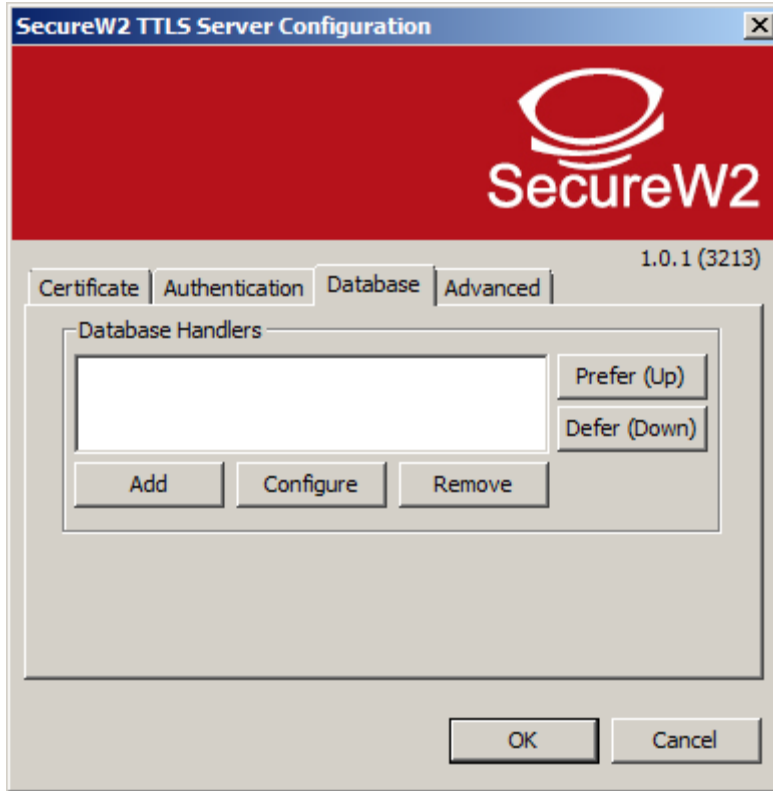 SecureW2 TTLS Server Configuration
SecureW2
1.0.1 (3213)
Certificate Authentication Database Advanced
Database Handlers
Prefer (Up)
Defer (Down)
Add Configure Remove
OK Cancel